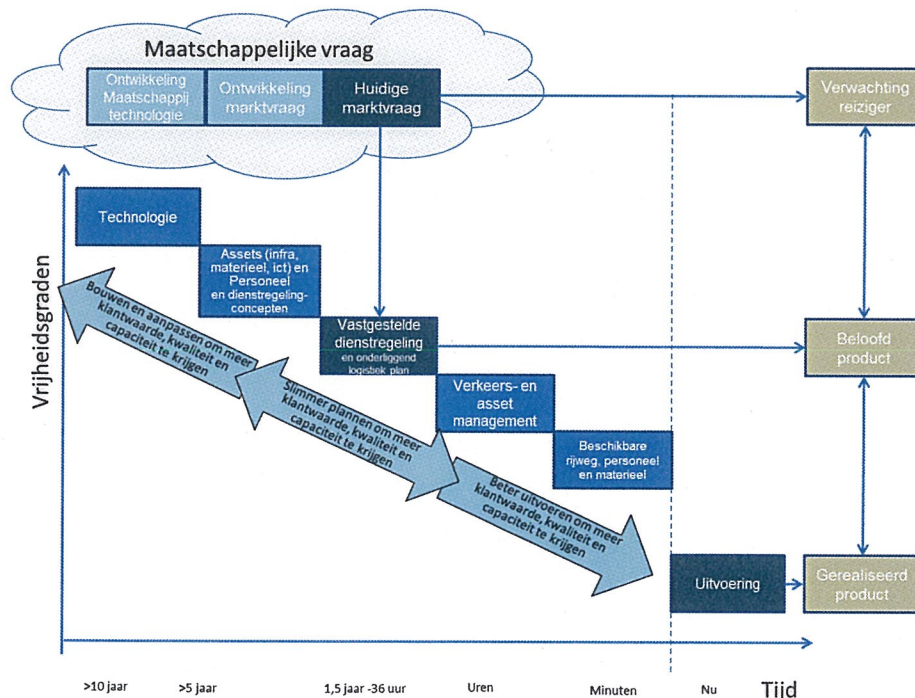 Maatschappelijke vraag
Ontwikkeling
Maatschappij
technologie
Ontwikkeling
marktvraag
Huidige
marktvraag
Verwachting
reiziger
Vrijheidsgraden
Technologie
Assets (infra,
materieel, ict) en
Personeel
en dienstregeling-
concepten
Vastgestelde
dienstregeling
en onderliggend
logistiek plan
Beloofd
product
Verkeers- en
asset
management
Beschikbare
rijweg, personeel
en materieel
Bouwen en aanpassen om meer
klantwaarde, kwaliteit en
capaciteit te krijgen
Slimmer plannen om meer
klantwaarde, kwaliteit en
capaciteit te krijgen
Beter uitvoeren om meer
klantwaarde, kwaliteit en
capaciteit te krijgen
Uitvoering
Gerealiseerd
product
>10 jaar
>5 jaar
1,5 jaar -36 uur
Uren
Minuten
Nu
Tijd